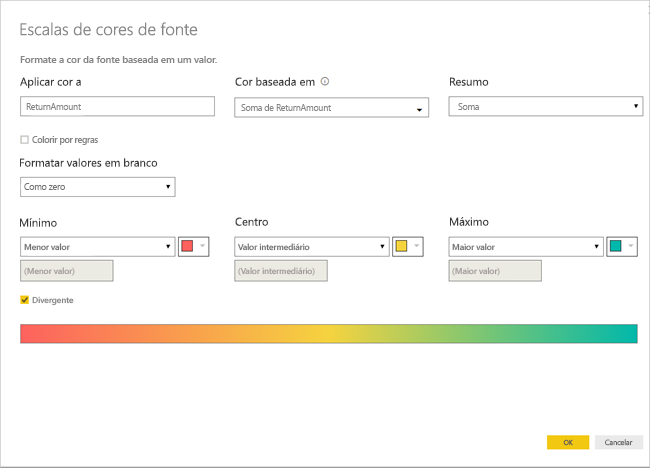 Escalas de cores de fonte
Formate a cor da fonte baseada em um valor.
Aplicar cor a
Cor baseada em
Resumo
ReturnAmount
Soma de ReturnAmount
Soma
Colorir por regras
Formatar valores em branco
Como zero
Mínimo
Centro
Máximo
Menor valor
Valor intermediário
Maior valor
(Menor valor)
(Valor intermediário)
(Maior valor)
Divergente
OK
Cancelar